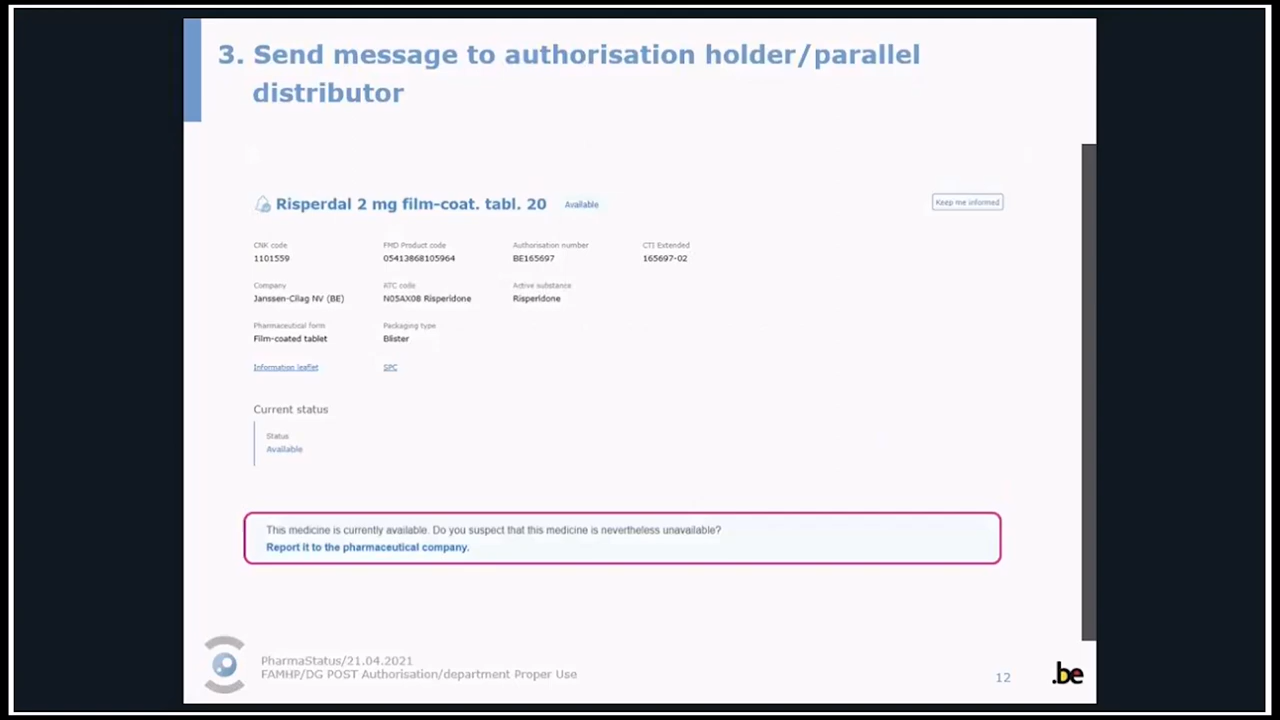 3. Send message to authorisation holder/parallel
distributor
Risperdal 2 mg film-coat. tabl. 20 Available Keep me informed
CNK code FMD Product code Authorisation number CTI Extended
1101559 05413868105964 BE165697 165697-02
Company ATC code Active substance
Janssen-Cilag NV (BE) N05AX08 Risperidone Risperidone
Pharmaceutical form Packaging type
Film-coated tablet Blister
Information leaflet SPC
Current status
Status
Available
This medicine is currently available. Do you suspect that this medicine is nevertheless unavailable?
Report it to the pharmaceutical company.
PharmaStatus/21.04.2021
FAMHP/DG POST Authorisation/department Proper Use
12
.be